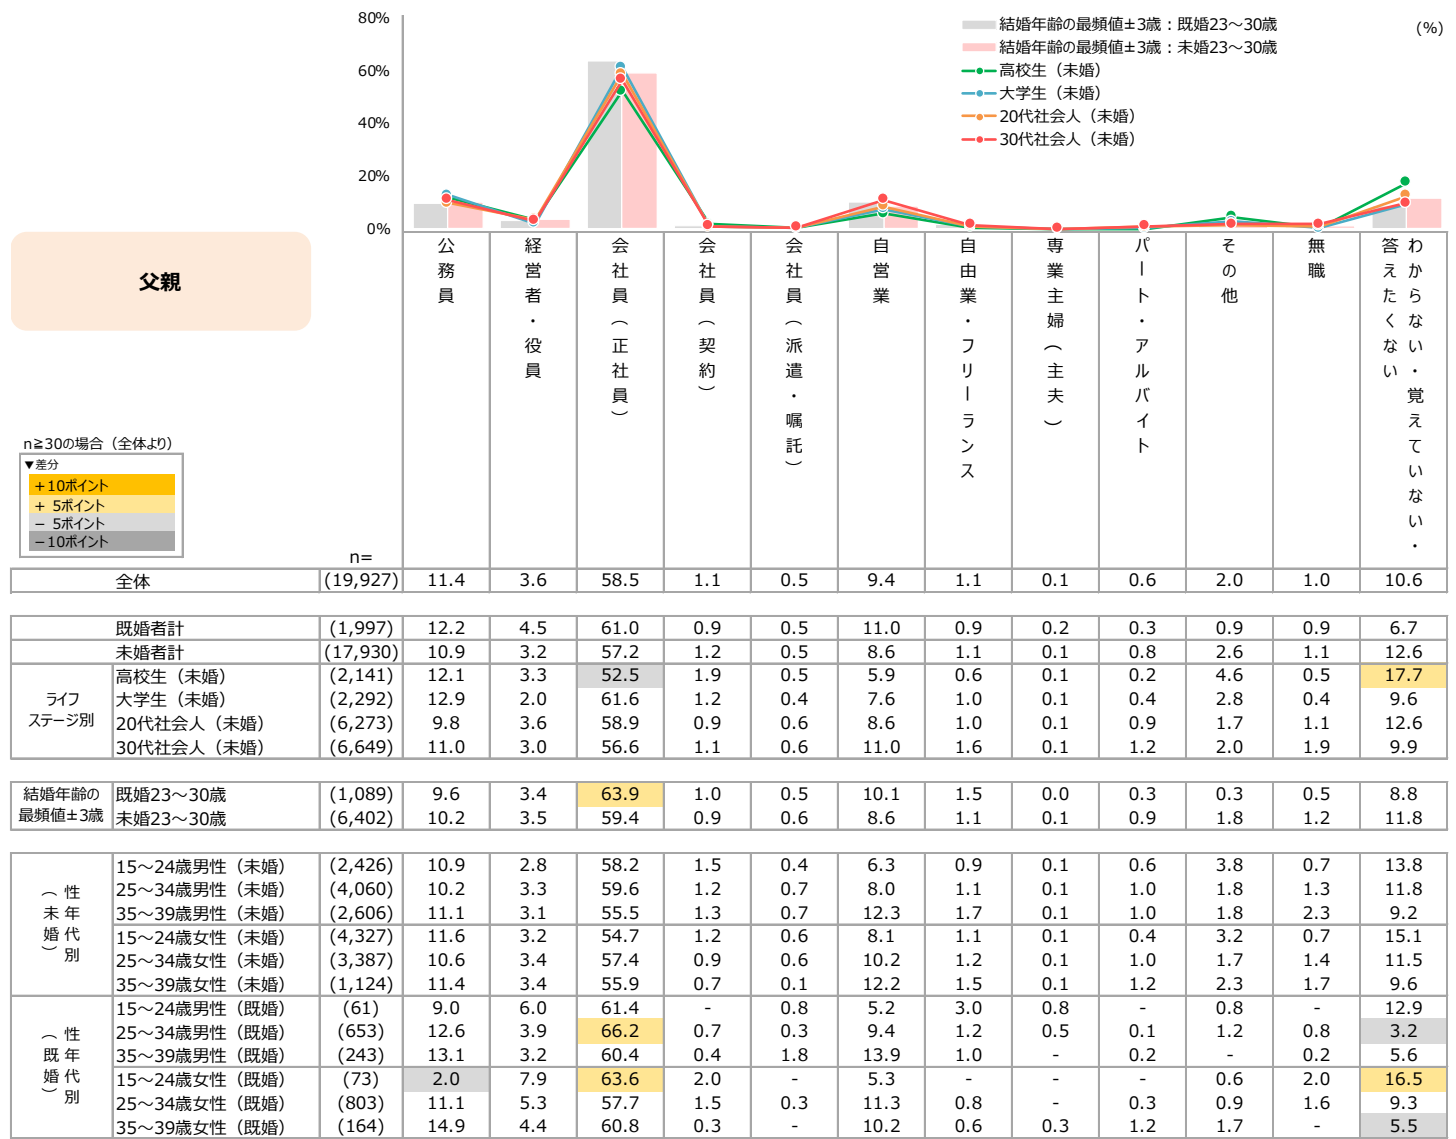 80%
60%
40%
20%
0%
結婚年齢の最頻値±3歳：既婚23～30歳
結婚年齢の最頻値±3歳：未婚23～30歳
高校生（未婚）
大学生（未婚）
20代社会人（未婚）
30代社会人（未婚）
(%)
父親
公務員
経営者・役員
会社員（正社員）
会社員（契約）
会社員（派遣・嘱託）
自営業
自由業・フリーランス
専業主婦（主夫）
パート・アルバイト
その他
無職
わからない・覚えていない・
答えたくない
n≧30の場合（全体より）
▼差分
+10ポイント
+ 5ポイント
− 5ポイント
−10ポイント
n=
全体 (19,927) 11.4 3.6 58.5 1.1 0.5 9.4 1.1 0.1 0.6 2.0 1.0 10.6
既婚者計 (1,997) 12.2 4.5 61.0 0.9 0.5 11.0 0.9 0.2 0.3 0.9 0.9 6.7
未婚者計 (17,930) 10.9 3.2 57.2 1.2 0.5 8.6 1.1 0.1 0.8 2.6 1.1 12.6
ライフ
ステージ別
高校生（未婚） (2,141) 12.1 3.3 52.5 1.9 0.5 5.9 0.6 0.1 0.2 4.6 0.5 17.7
大学生（未婚） (2,292) 12.9 2.0 61.6 1.2 0.4 7.6 1.0 0.1 0.4 2.8 0.4 9.6
20代社会人（未婚） (6,273) 9.8 3.6 58.9 0.9 0.6 8.6 1.0 0.1 0.9 1.7 1.1 12.6
30代社会人（未婚） (6,649) 11.0 3.0 56.6 1.1 0.6 11.0 1.6 0.1 1.2 2.0 1.9 9.9
結婚年齢の
最頻値±3歳
既婚23～30歳 (1,089) 9.6 3.4 63.9 1.0 0.5 10.1 1.5 0.0 0.3 0.3 0.5 8.8
未婚23～30歳 (6,402) 10.2 3.5 59.4 0.9 0.6 8.6 1.1 0.1 0.9 1.8 1.2 11.8
性年代別
（未婚）
15～24歳男性（未婚） (2,426) 10.9 2.8 58.2 1.5 0.4 6.3 0.9 0.1 0.6 3.8 0.7 13.8
25～34歳男性（未婚） (4,060) 10.2 3.3 59.6 1.2 0.7 8.0 1.1 0.1 1.0 1.8 1.3 11.8
35～39歳男性（未婚） (2,606) 11.1 3.1 55.5 1.3 0.7 12.3 1.7 0.1 1.0 1.8 2.3 9.2
15～24歳女性（未婚） (4,327) 11.6 3.2 54.7 1.2 0.6 8.1 1.1 0.1 0.4 3.2 0.7 15.1
25～34歳女性（未婚） (3,387) 10.6 3.4 57.4 0.9 0.6 10.2 1.2 0.1 1.0 1.7 1.4 11.5
35～39歳女性（未婚） (1,124) 11.4 3.4 55.9 0.7 0.1 12.2 1.5 0.1 1.2 2.3 1.7 9.6
性年代別
（既婚）
15～24歳男性（既婚） (61) 9.0 6.0 61.4 - 0.8 5.2 3.0 0.8 - 0.8 - 12.9
25～34歳男性（既婚） (653) 12.6 3.9 66.2 0.7 0.3 9.4 1.2 0.5 0.1 1.2 0.8 3.2
35～39歳男性（既婚） (243) 13.1 3.2 60.4 0.4 1.8 13.9 1.0 - 0.2 - 0.2 5.6
15～24歳女性（既婚） (73) 2.0 7.9 63.6 2.0 - 5.3 - - - 0.6 2.0 16.5
25～34歳女性（既婚） (803) 11.1 5.3 57.7 1.5 0.3 11.3 0.8 - 0.3 0.9 1.6 9.3
35～39歳女性（既婚） (164) 14.9 4.4 60.8 0.3 - 10.2 0.6 0.3 1.2 1.7 - 5.5